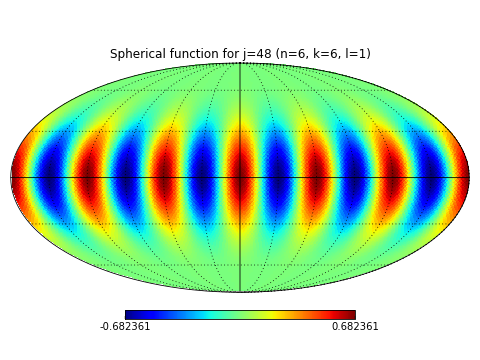 Spherical function for j=48 (n=6, k=6, l=1)
-0.682361 0.682361